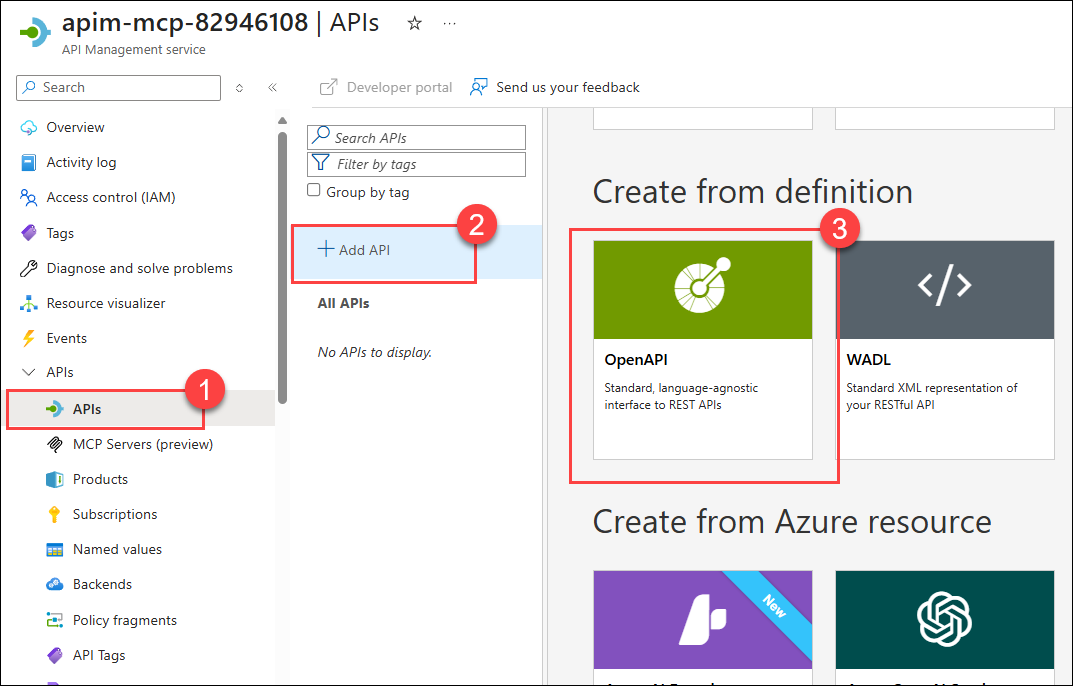 apim-mcp-82946108 | APIs
API Management service
Search
Developer portal
Send us your feedback
Overview
Activity log
Access control (IAM)
Tags
Diagnose and solve problems
Resource visualizer
Events
APIs
1
APIs
MCP Servers (preview)
Products
Subscriptions
Named values
Backends
Policy fragments
API Tags
Search APIs
Filter by tags
Group by tag
2
Add API
All APIs
No APIs to display.
Create from definition
3
OpenAPI
Standard, language-agnostic
interface to REST APIs
WADL
Standard XML representation of
your RESTful API
Create from Azure resource
New